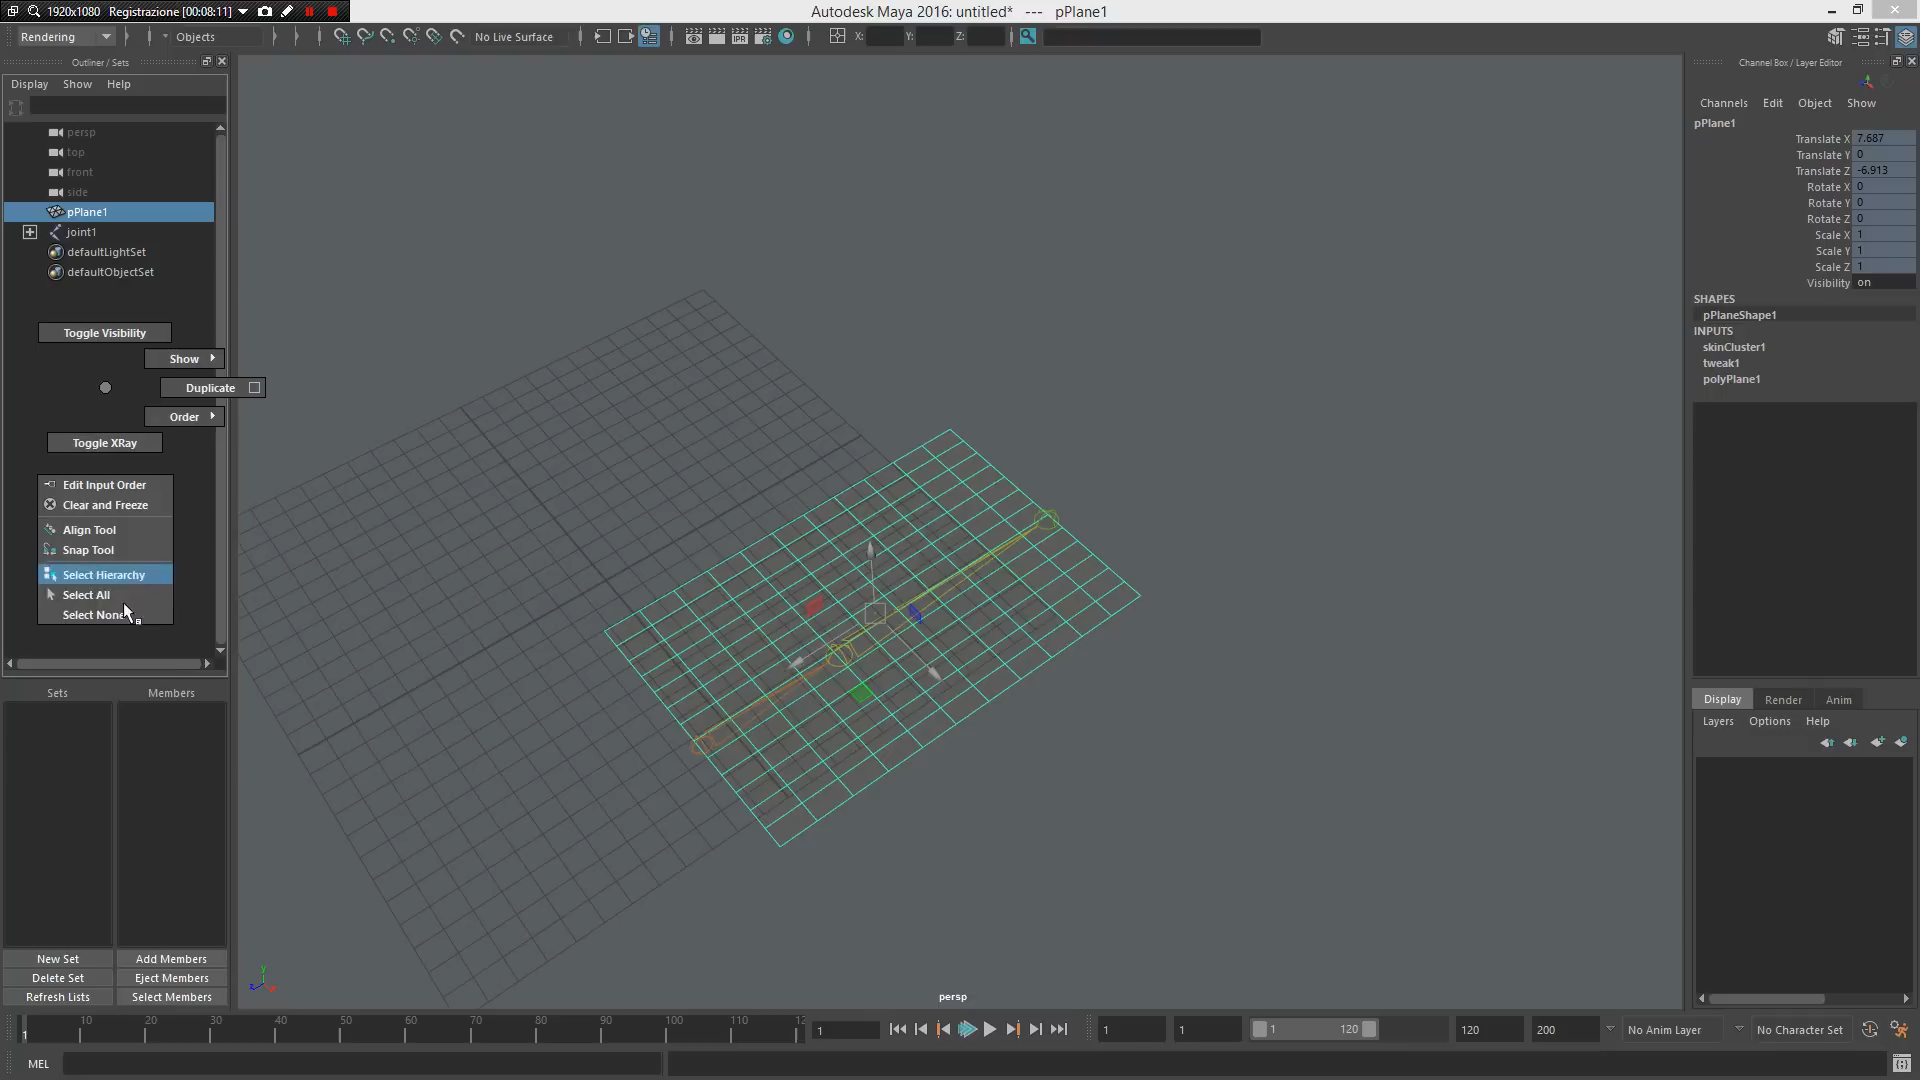 1920x1080 Registrazione [00:08:11]
Autodesk Maya 2016: untitled* --- pPlane1
Rendering
Objects
No Live Surface
IPR
X:
Y:
Z:
Outliner / Sets
Display Show Help
persp
top
front
side
pPlane1
joint1
defaultLightSet
defaultObjectSet
Toggle Visibility
Show
Duplicate
Order
Toggle XRay
Edit Input Order
Clear and Freeze
Align Tool
Snap Tool
Select Hierarchy
Select All
Select None
Sets Members
New Set Add Members
Delete Set Eject Members
Refresh Lists Select Members
persp
y
z
x
Channel Box / Layer Editor
Channels Edit Object Show
pPlane1
Translate X 7.687
Translate Y 0
Translate Z -6.913
Rotate X 0
Rotate Y 0
Rotate Z 0
Scale X 1
Scale Y 1
Scale Z 1
Visibility on
SHAPES
pPlaneShape1
INPUTS
skinCluster1
tweak1
polyPlane1
Display Render Anim
Layers Options Help
1 10 20 30 40 50 60 70 80 90 100 110 12
1
1 1 1 120 120 200 No Anim Layer No Character Set
MEL